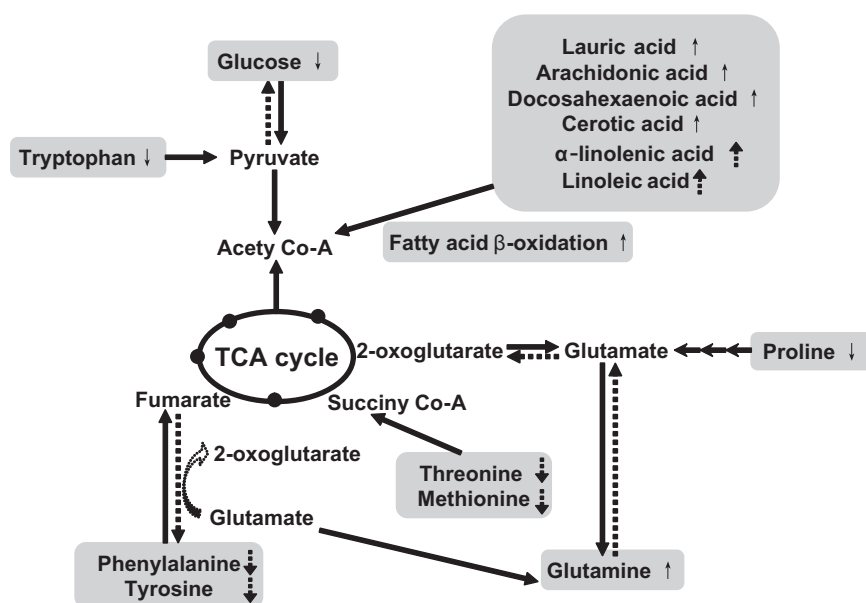 Glucose ↓
Lauric acid ↑
Arachidonic acid ↑
Docosahexaenoic acid ↑
Cerotic acid ↑
α-linolenic acid ⇡
Linoleic acid ⇡
Tryptophan ↓
Pyruvate
Acety Co-A
Fatty acid β-oxidation ↑
TCA cycle
2-oxoglutarate
Glutamate
Proline ↓
Fumarate
Succiny Co-A
2-oxoglutarate
Threonine ⇣
Methionine ⇣
Glutamate
Phenylalanine ⇣
Tyrosine ⇣
Glutamine ↑